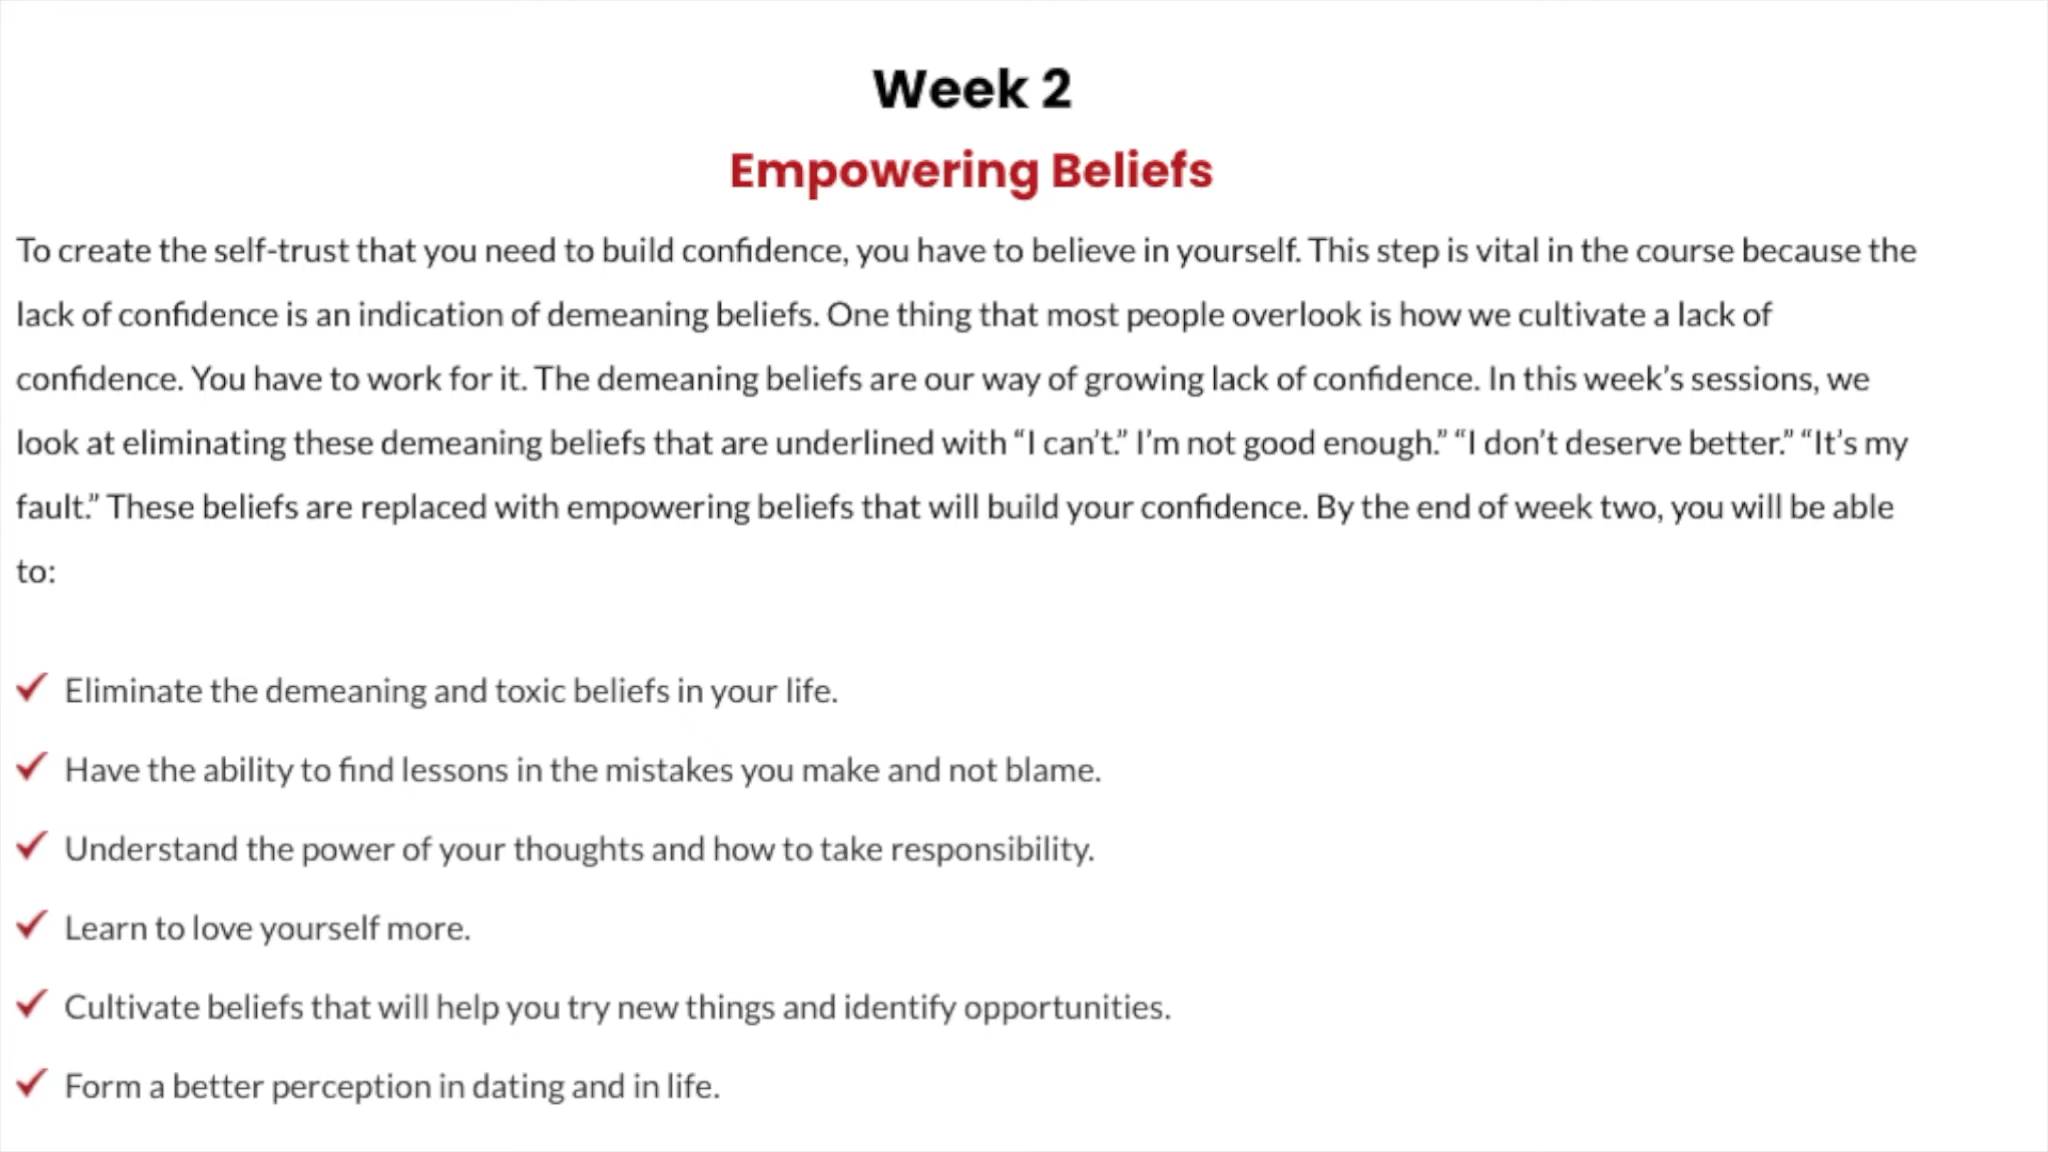 Week 2
Empowering Beliefs
To create the self-trust that you need to build confidence, you have to believe in yourself. This step is vital in the course because the
lack of confidence is an indication of demeaning beliefs. One thing that most people overlook is how we cultivate a lack of
confidence. You have to work for it. The demeaning beliefs are our way of growing lack of confidence. In this week’s sessions, we
look at eliminating these demeaning beliefs that are underlined with “I can’t.” I’m not good enough.” “I don’t deserve better.” “It’s my
fault.” These beliefs are replaced with empowering beliefs that will build your confidence. By the end of week two, you will be able
to:
✓ Eliminate the demeaning and toxic beliefs in your life.
✓ Have the ability to find lessons in the mistakes you make and not blame.
✓ Understand the power of your thoughts and how to take responsibility.
✓ Learn to love yourself more.
✓ Cultivate beliefs that will help you try new things and identify opportunities.
✓ Form a better perception in dating and in life.